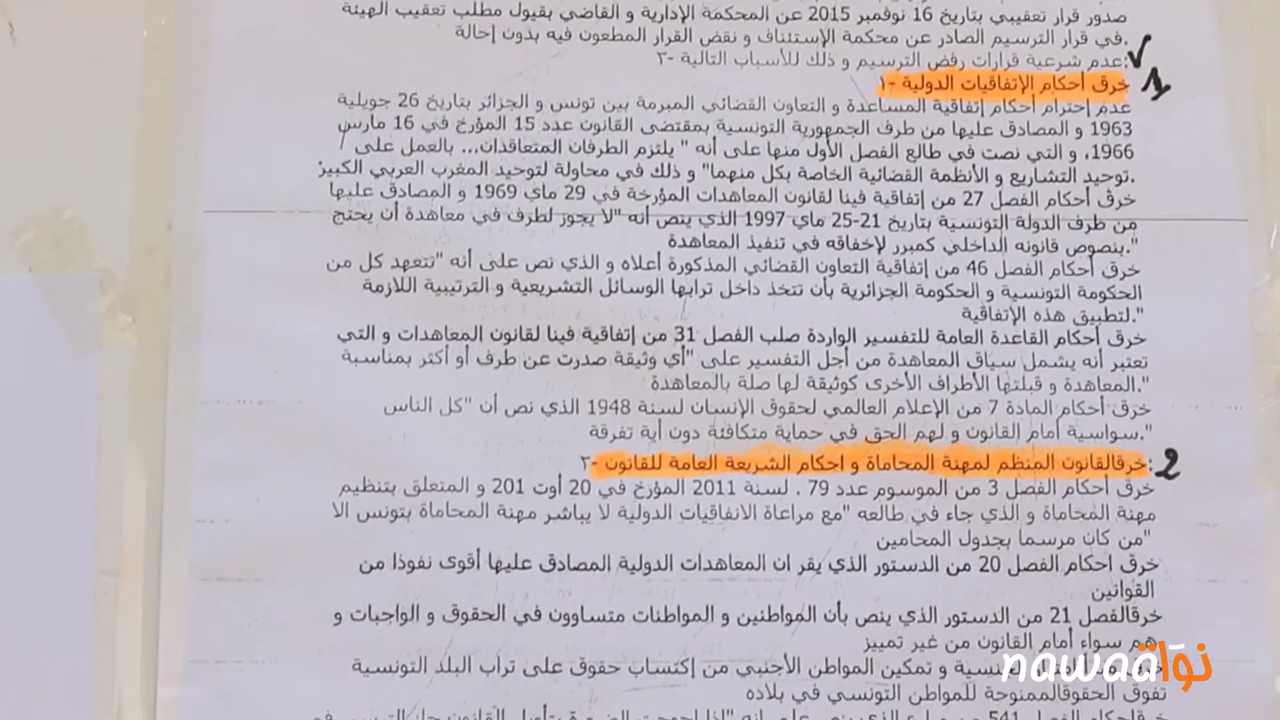 صدور قرار تعقيبي بتاريخ 16 نوفمبر 2015 عن المحكمة الإدارية و القاضي بقبول مطلب تعقيب الهيئة
.في قرار الترسيم الصادر عن محكمة الإستئناف و نقض القرار المطعون فيه بدون إحالة
:عدم شرعية قرارات رفض الترسيم و ذلك للأسباب التالية -٣
خرق أحكام الإتفاقيات الدولية -١ 1
عدم إحترام أحكام إتفاقية المساعدة و التعاون القضائي المبرمة بين تونس و الجزائر بتاريخ 26 جويلية
1963 و المصادق عليها من طرف الجمهورية التونسية بمقتضى القانون عدد 15 المؤرخ في 16 مارس
1966، و التي نصت في طالع الفصل الأول منها على أنه " يلتزم الطرفان المتعاقدان... بالعمل على
.توحيد التشاريع و الأنظمة القضائية الخاصة بكل منهما" و ذلك في محاولة لتوحيد المغرب العربي الكبير
خرق أحكام الفصل 27 من إتفاقية فينا لقانون المعاهدات المؤرخة في 29 ماي 1969 و المصادق عليها
من طرف الدولة التونسية بتاريخ 21-25 ماي 1997 الذي ينص أنه "لا يجوز لطرف في معاهدة أن يحتج
".بنصوص قانونه الداخلي كمبرر لإخفاقه في تنفيذ المعاهدة
خرق أحكام الفصل 46 من إتفاقية التعاون القضائي المذكورة أعلاه و الذي نص على أنه "تتعهد كل من
الحكومة التونسية و الحكومة الجزائرية بأن تتخذ داخل ترابها الوسائل التشريعية و الترتيبية اللازمة
".لتطبيق هذه الإتفاقية
خرق أحكام القاعدة العامة للتفسير الواردة صلب الفصل 31 من إتفاقية فينا لقانون المعاهدات و التي
تعتبر أنه يشمل سياق المعاهدة من أجل التفسير على "أي وثيقة صدرت عن طرف أو أكثر بمناسبة
".المعاهدة و قبلتها الأطراف الأخرى كوثيقة لها صلة بالمعاهدة
خرق أحكام المادة 7 من الإعلام العالمي لحقوق الإنسان لسنة 1948 الذي نص أن "كل الناس
".سواسية أمام القانون و لهم الحق في حماية متكافئة دون أية تفرقة
:خرقالقانون المنظم لمهنة المحاماة و احكام الشريعة العامة للقانون -٢ 2
خرق أحكام الفصل 3 من الموسوم عدد 79 . لسنة 2011 المؤرخ في 20 أوت 201 و المتعلق بتنظيم
مهنة المحاماة و الذي جاء في طالعه "مع مراعاة الاتفاقيات الدولية لا يباشر مهنة المحاماة بتونس الا
"من كان مرسما بجدول المحامين
خرق احكام الفصل 20 من الدستور الذي يقر ان المعاهدات الدولية المصادق عليها أقوى نفوذا من
القوانين
خرقالفصل 21 من الدستور الذي ينص بأن المواطنين و المواطنات متساوون في الحقوق و الواجبات و
هم سواء أمام القانون من غير تمييز
و تمكين المواطن الأجنبي من إكتساب حقوق على تراب البلد التونسية
تفوق الحقوقالممنوحة للمواطن التونسي في بلاده
الفصل 541
nawaat نواة